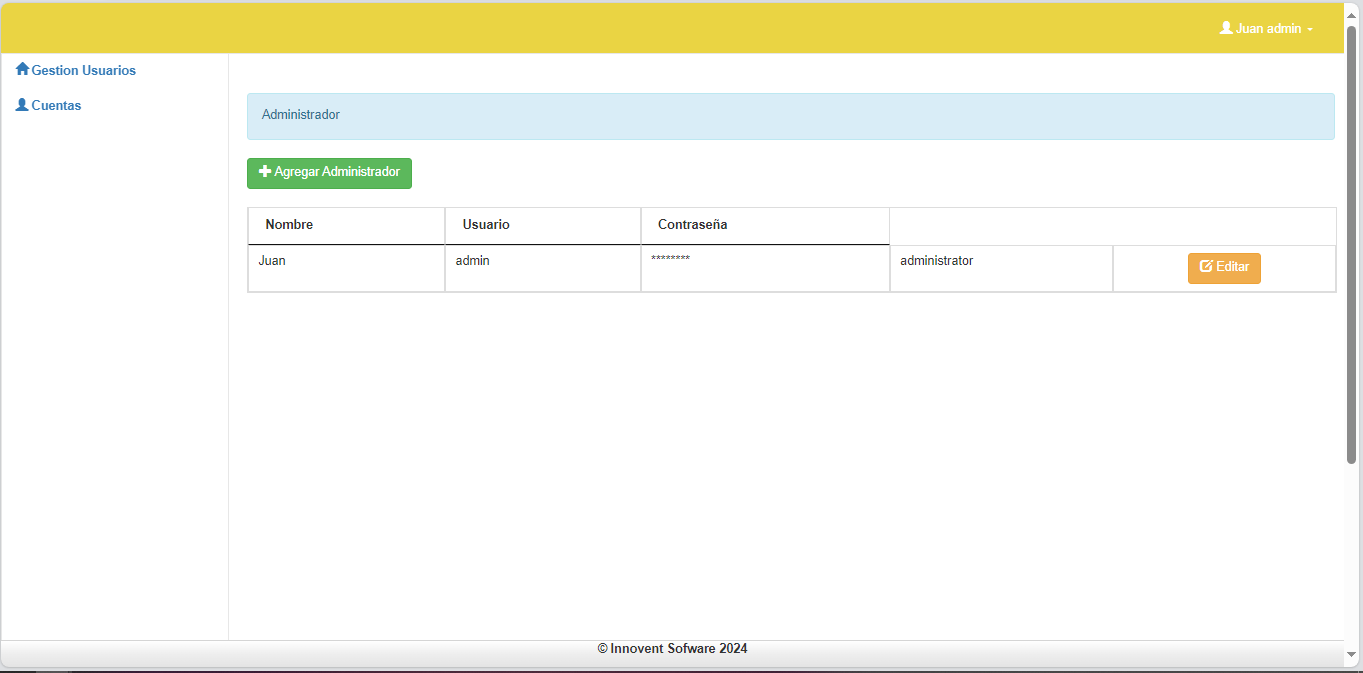 Juan admin
Gestion Usuarios
Cuentas
Administrador
Agregar Administrador
Nombre Usuario Contraseña
Juan admin ******** administrator Editar
© Innovent Sofware 2024